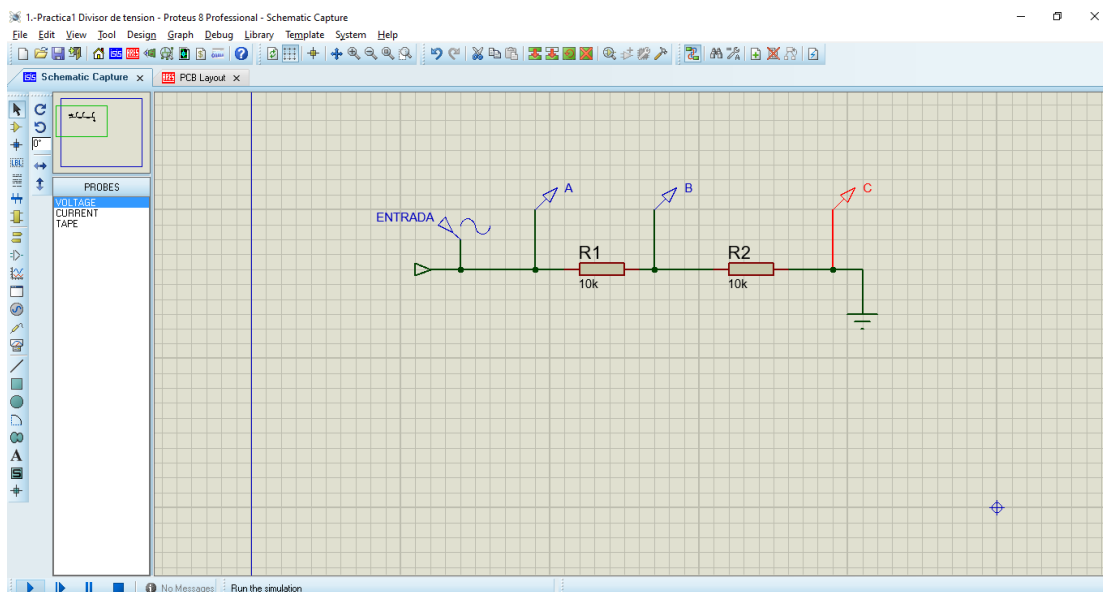 1.-Practica1 Divisor de tension - Proteus 8 Professional - Schematic Capture
File Edit View Tool Design Graph Debug Library Template System Help
Schematic Capture x PCB Layout x
0°
PROBES
VOLTAGE
CURRENT
TAPE
ENTRADA
A
B
C
R1
10k
R2
10k
No Messages
Run the simulation